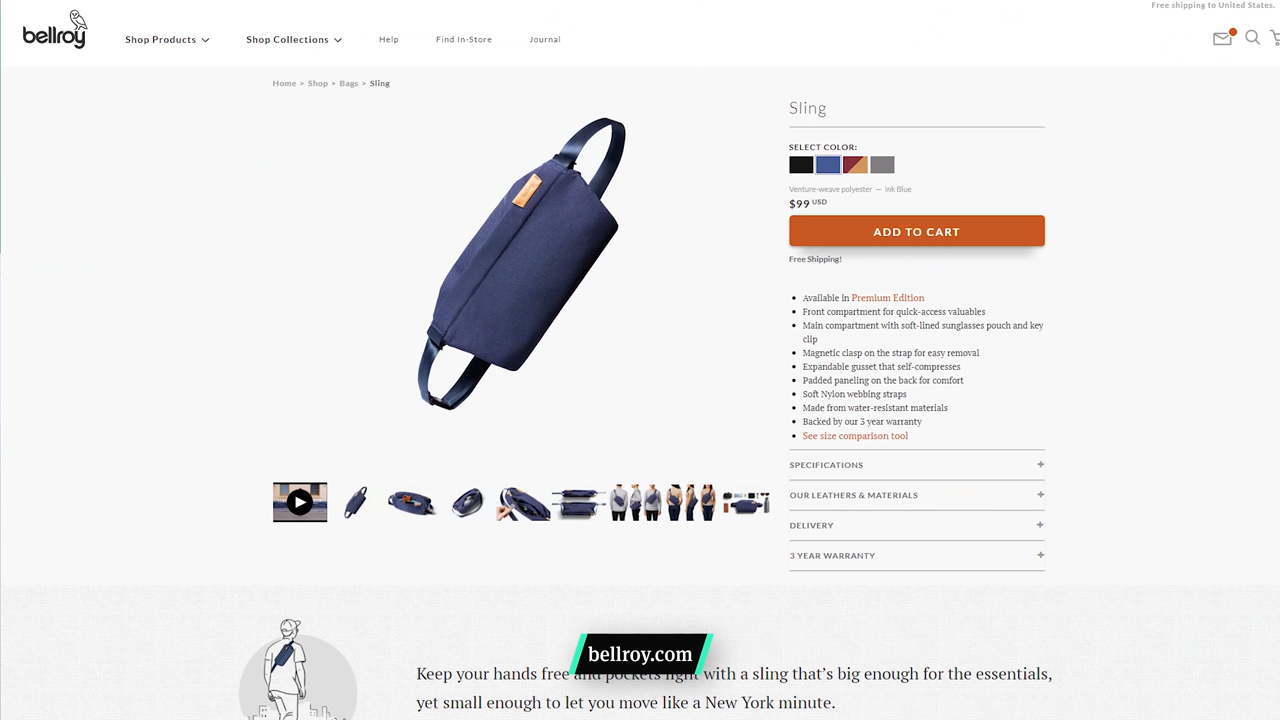 Free shipping to United States.
bellroy
Shop Products
Shop Collections
Help
Find In-Store
Journal
Home > Shop > Bags > Sling
Sling
SELECT COLOR:
Venture-weave polyester — Ink Blue
$99 USD
ADD TO CART
Free Shipping!
Available in Premium Edition
Front compartment for quick-access valuables
Main compartment with soft-lined sunglasses pouch and key
clip
Magnetic clasp on the strap for easy removal
Expandable gusset that self-compresses
Padded paneling on the back for comfort
Soft Nylon webbing straps
Made from water-resistant materials
Backed by our 3 year warranty
See size comparison tool
SPECIFICATIONS
OUR LEATHERS & MATERIALS
DELIVERY
3 YEAR WARRANTY
bellroy.com
Keep your hands free and pockets light with a sling that's big enough for the essentials,
yet small enough to let you move like a New York minute.